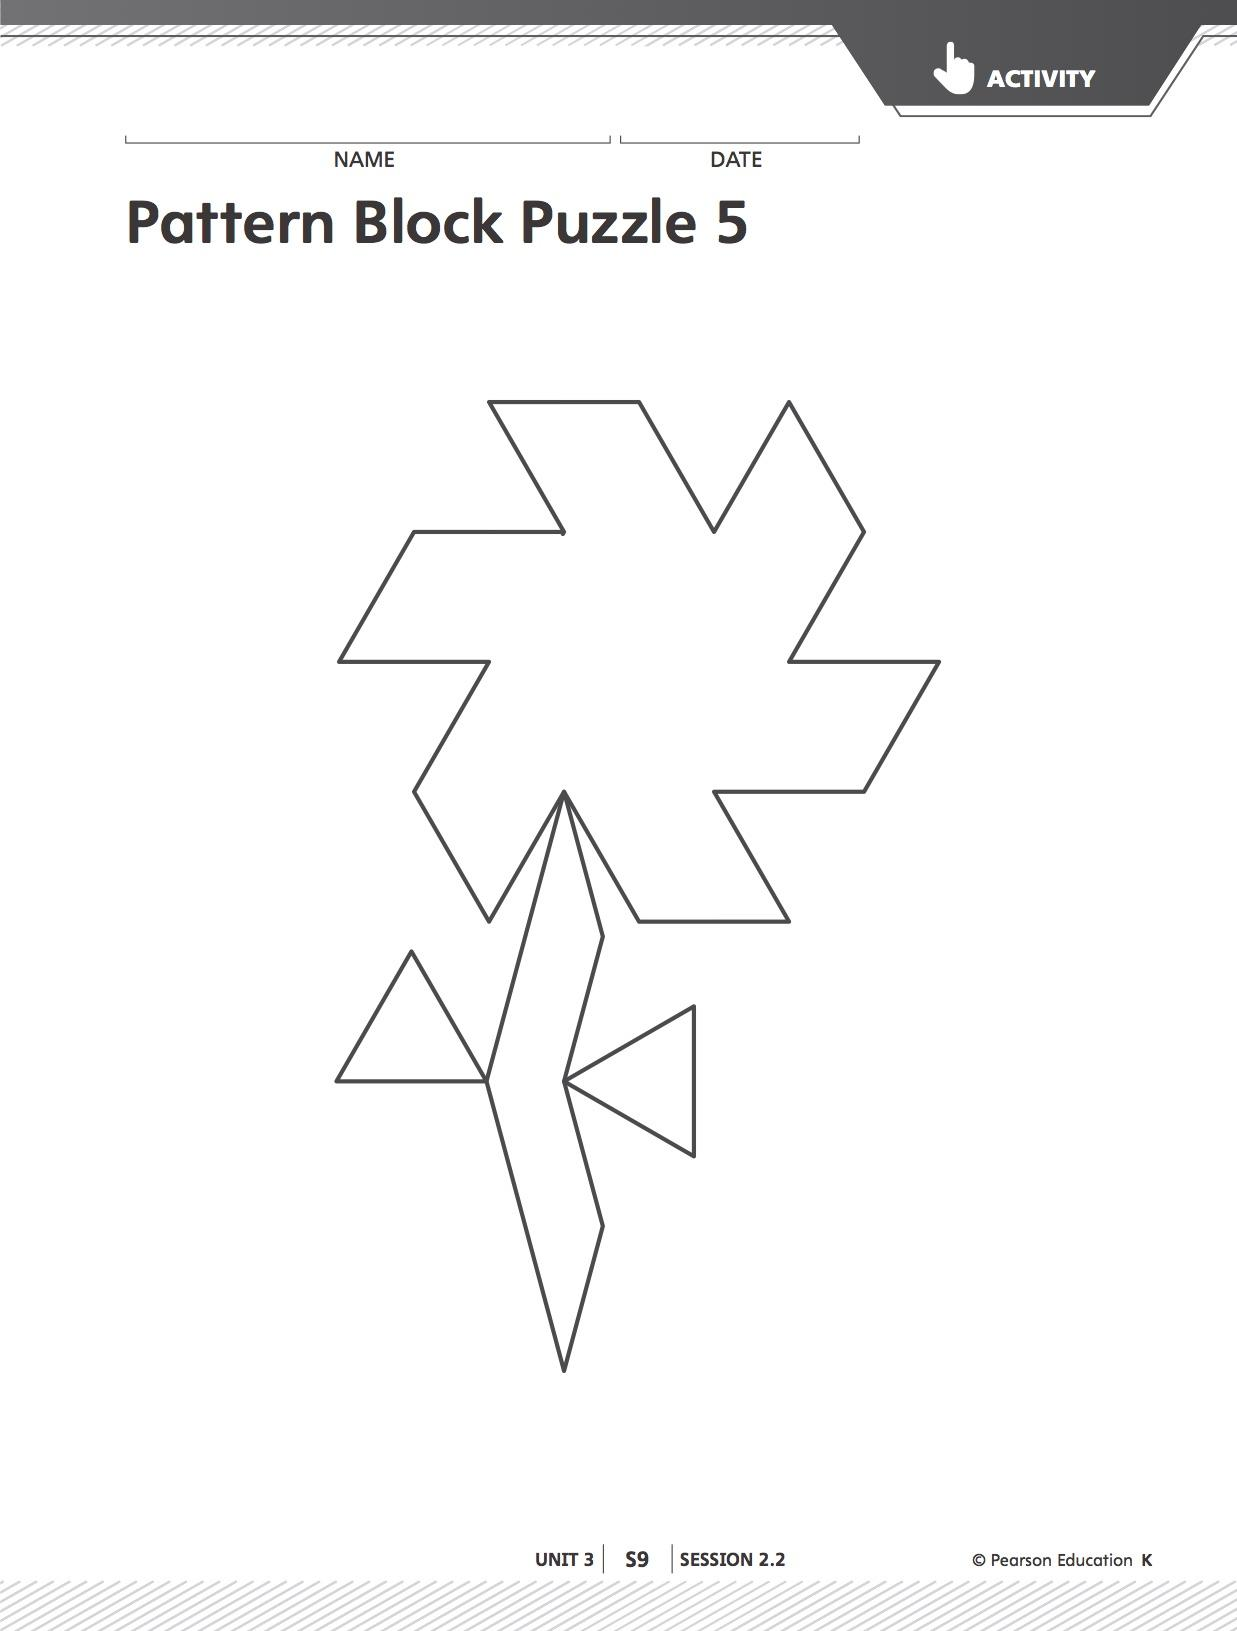 ACTIVITY
NAME DATE
Pattern Block Puzzle 5
UNIT 3 S9 SESSION 2.2 © Pearson Education K